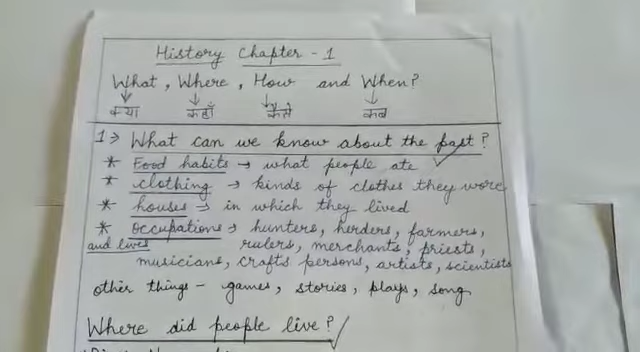 History Chapter - 1
What, Where, How and When?
↓ ↓ ↓ ↓
क्या कहाँ कैसे कब
1→ What can we know about the past?
* Food habits → what people ate
* clothing → kinds of clothes they wore
* houses → in which they lived
* occupations → hunters, herders, farmers,
and lives rulers, merchants, priests,
musicians, crafts persons, artists, scientists
other things - games, stories, plays, song
Where did people live?